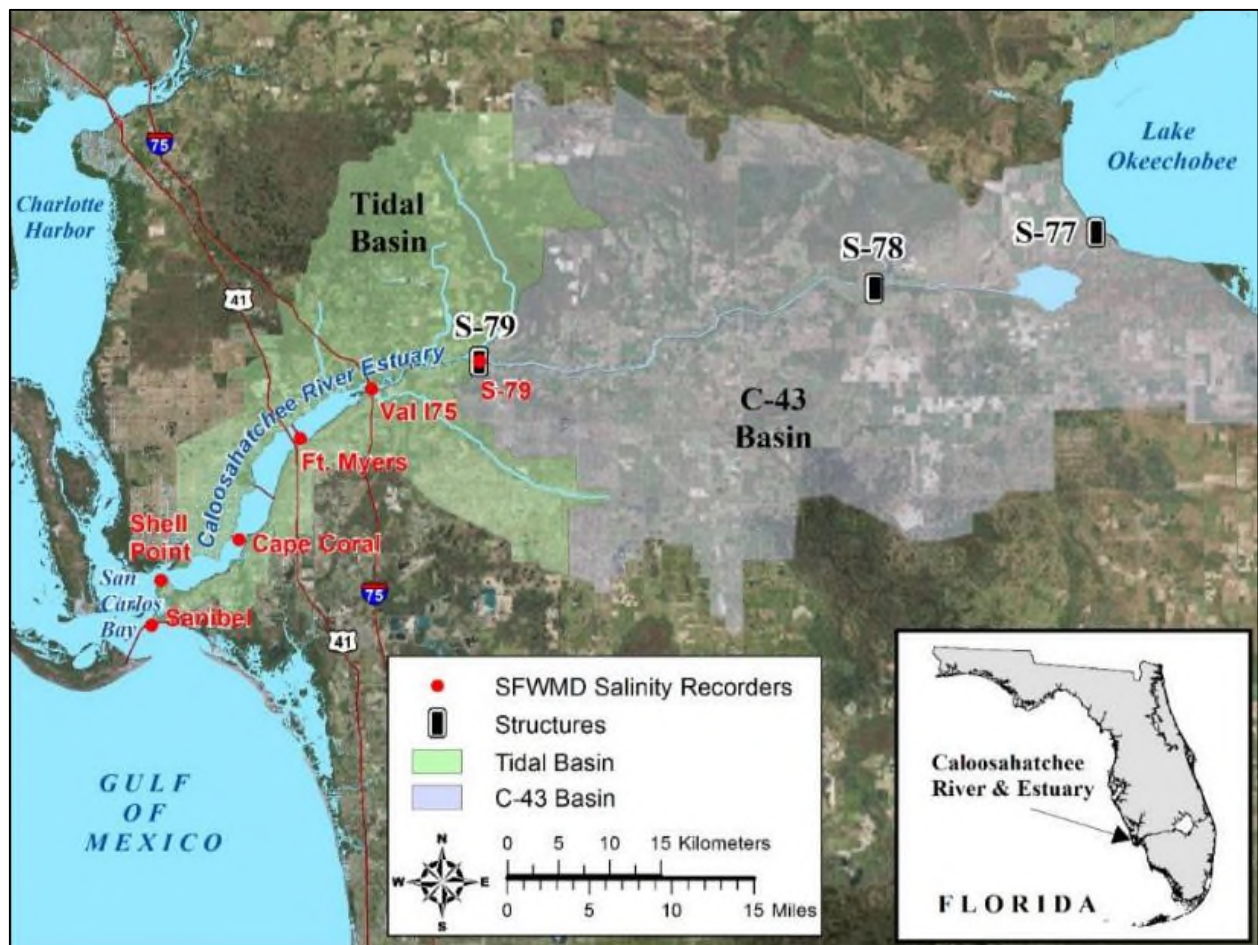 75
Lake
Okeechobee
Charlotte
Harbor
Tidal
Basin
S-77
S-78
41
S-79
S-79
Caloosahatchee River Estuary
Val I75
C-43
Basin
Ft. Myers
Shell
Point
Cape Coral
San
Carlos
Bay
Sanibel
75
41
GULF
OF
MEXICO
SFWMD Salinity Recorders
Structures
Tidal Basin
C-43 Basin
N
W
E
S
0 5 10 15 Kilometers
0 5 10 15 Miles
Caloosahatchee
River & Estuary
FLORIDA